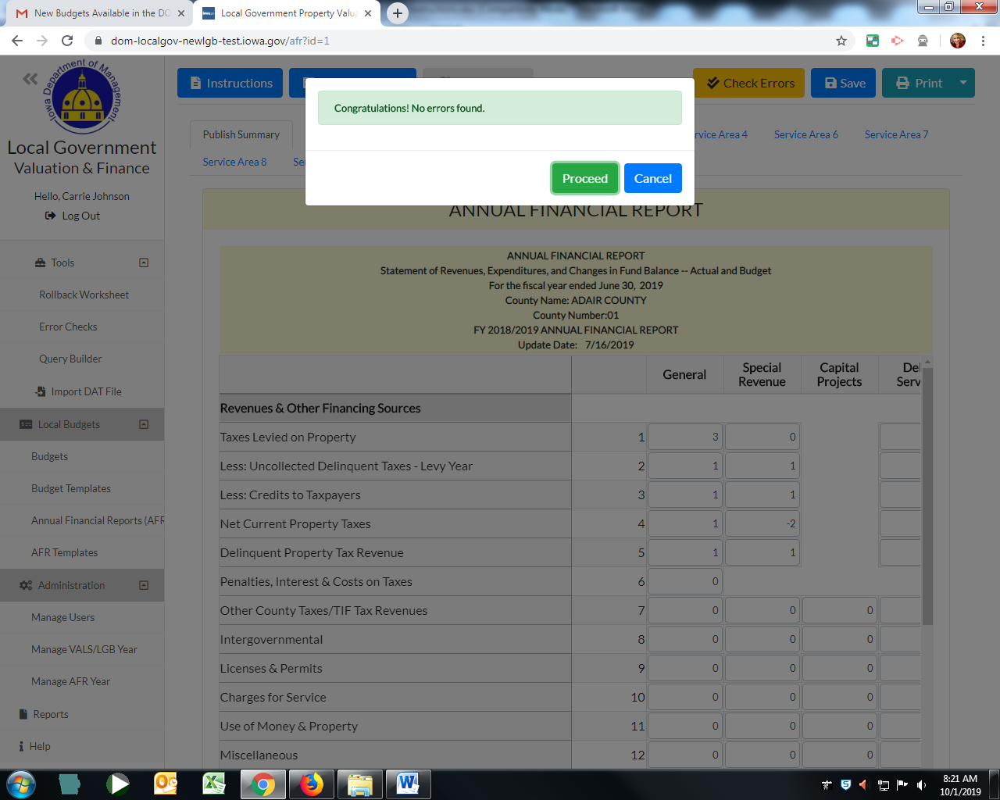 New Budgets Available in the DO
Local Government Property Valua
dom-localgov-newlgb-test.iowa.gov/afr?id=1
Iowa Department of Management
Local Government
Valuation & Finance
Hello, Carrie Johnson
Log Out
Tools
Rollback Worksheet
Error Checks
Query Builder
Import DAT File
Local Budgets
Budgets
Budget Templates
Annual Financial Reports (AFR
AFR Templates
Administration
Manage Users
Manage VALS/LGB Year
Manage AFR Year
Reports
Help
Instructions
Check Errors
Save
Print
Congratulations! No errors found.
Proceed
Cancel
Publish Summary
rvice Area 4
Service Area 6
Service Area 7
Service Area 8
Se
ANNUAL FINANCIAL REPORT
ANNUAL FINANCIAL REPORT
Statement of Revenues, Expenditures, and Changes in Fund Balance -- Actual and Budget
For the fiscal year ended June 30, 2019
County Name: ADAIR COUNTY
County Number:01
FY 2018/2019 ANNUAL FINANCIAL REPORT
Update Date: 7/16/2019
General Special Revenue Capital Projects De Serv
Revenues & Other Financing Sources
Taxes Levied on Property 1 3 0
Less: Uncollected Delinquent Taxes - Levy Year 2 1 1
Less: Credits to Taxpayers 3 1 1
Net Current Property Taxes 4 1 -2
Delinquent Property Tax Revenue 5 1 1
Penalties, Interest & Costs on Taxes 6 0
Other County Taxes/TIF Tax Revenues 7 0 0 0
Intergovernmental 8 0 0 0
Licenses & Permits 9 0 0 0
Charges for Service 10 0 0 0
Use of Money & Property 11 0 0 0
Miscellaneous 12 0 0 0
8:21 AM
10/1/2019